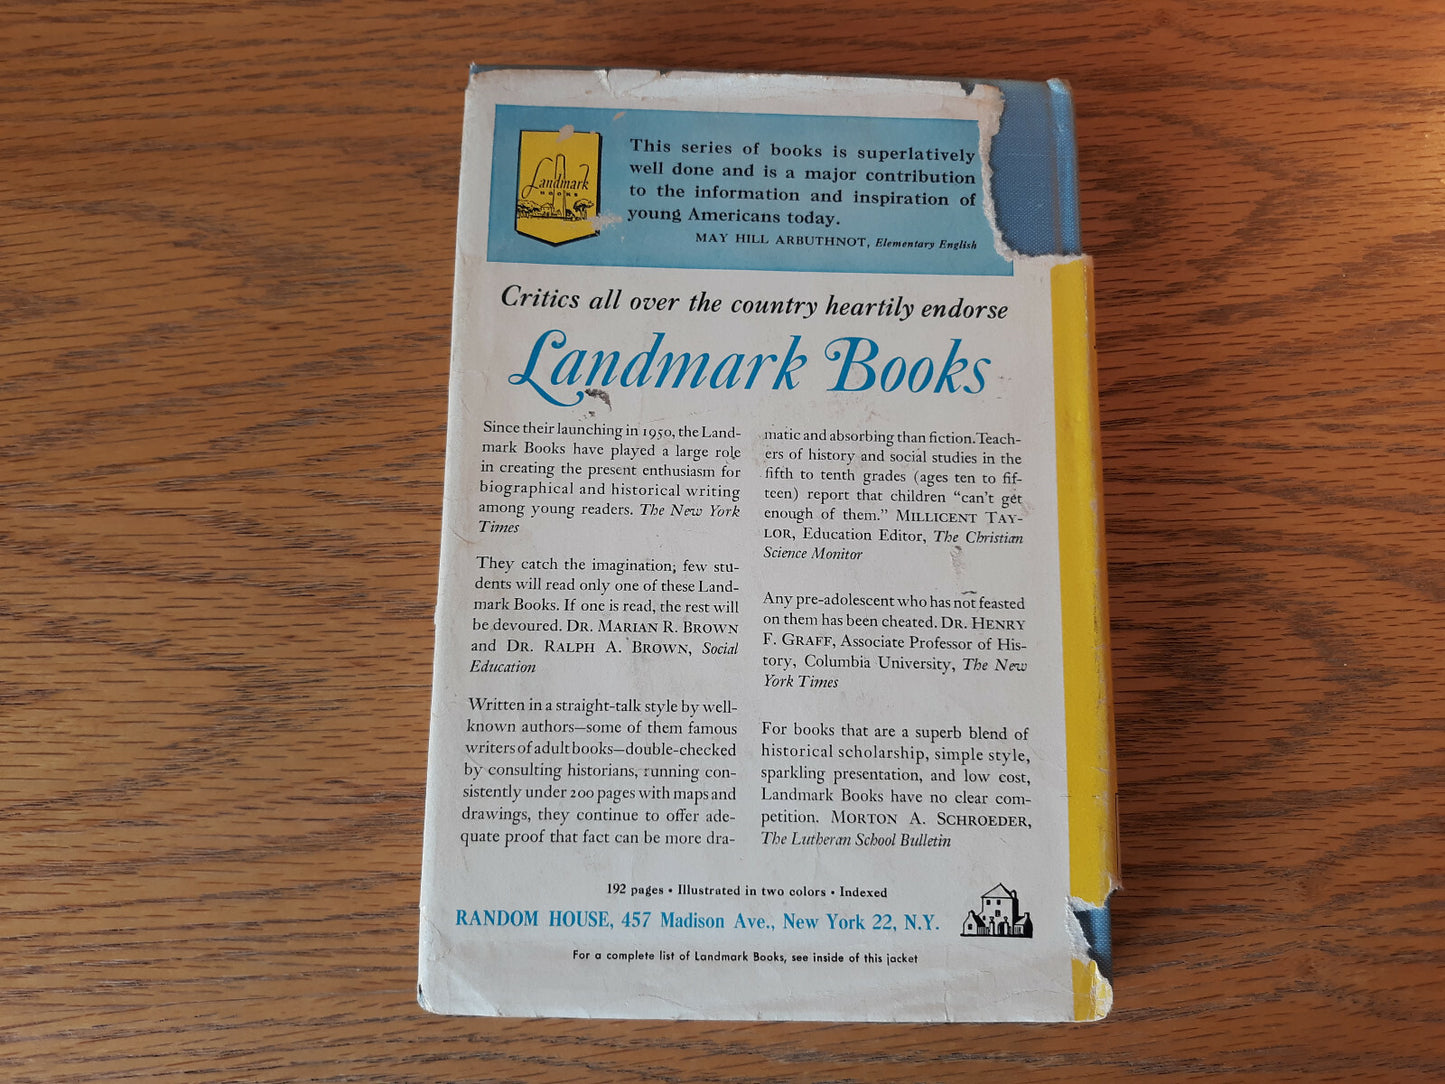 Landmark
BOOKS
This series of books is superlatively
well done and is a major contribution
to the information and inspiration of
young Americans today.
MAY HILL ARBUTHNOT, Elementary English
Critics all over the country heartily endorse
Landmark Books
Since their launching in 1950, the Land-
mark Books have played a large role
in creating the present enthusiasm for
biographical and historical writing
among young readers. The New York
Times
They catch the imagination; few stu-
dents will read only one of these Land-
mark Books. If one is read, the rest will
be devoured. DR. MARIAN R. BROWN
and DR. RALPH A. BROWN, Social
Education
Written in a straight-talk style by well-
known authors—some of them famous
writers of adult books—double-checked
by consulting historians, running con-
sistently under 200 pages with maps and
drawings, they continue to offer ade-
quate proof that fact can be more dra-
matic and absorbing than fiction. Teach-
ers of history and social studies in the
fifth to tenth grades (ages ten to fif-
teen) report that children "can't get
enough of them." MILLICENT TAY-
LOR, Education Editor, The Christian
Science Monitor
Any pre-adolescent who has not feasted
on them has been cheated. DR. HENRY
F. GRAFF, Associate Professor of His-
tory, Columbia University, The New
York Times
For books that are a superb blend of
historical scholarship, simple style,
sparkling presentation, and low cost,
Landmark Books have no clear com-
petition. MORTON A. SCHROEDER,
The Lutheran School Bulletin
192 pages • Illustrated in two colors • Indexed
RANDOM HOUSE, 457 Madison Ave., New York 22, N.Y.
For a complete list of Landmark Books, see inside of this jacket